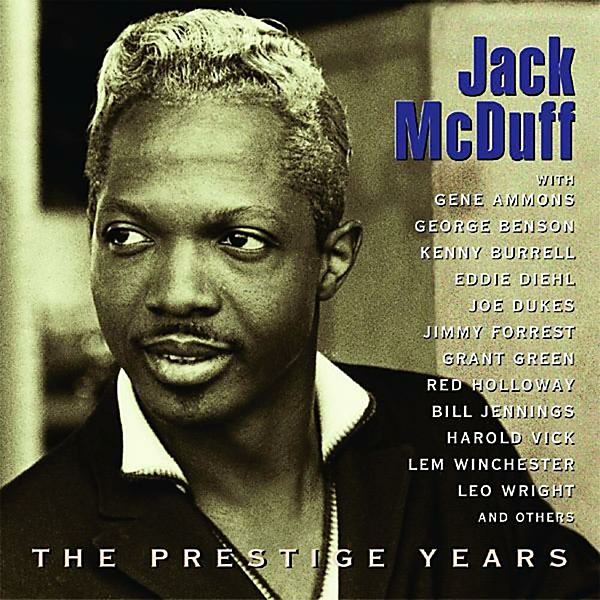 Jack
McDuff
WITH
GENE AMMONS
GEORGE BENSON
KENNY BURRELL
EDDIE DIEHL
JOE DUKES
JIMMY FORREST
GRANT GREEN
RED HOLLOWAY
BILL JENNINGS
HAROLD VICK
LEM WINCHESTER
LEO WRIGHT
AND OTHERS
THE PRESTIGE YEARS